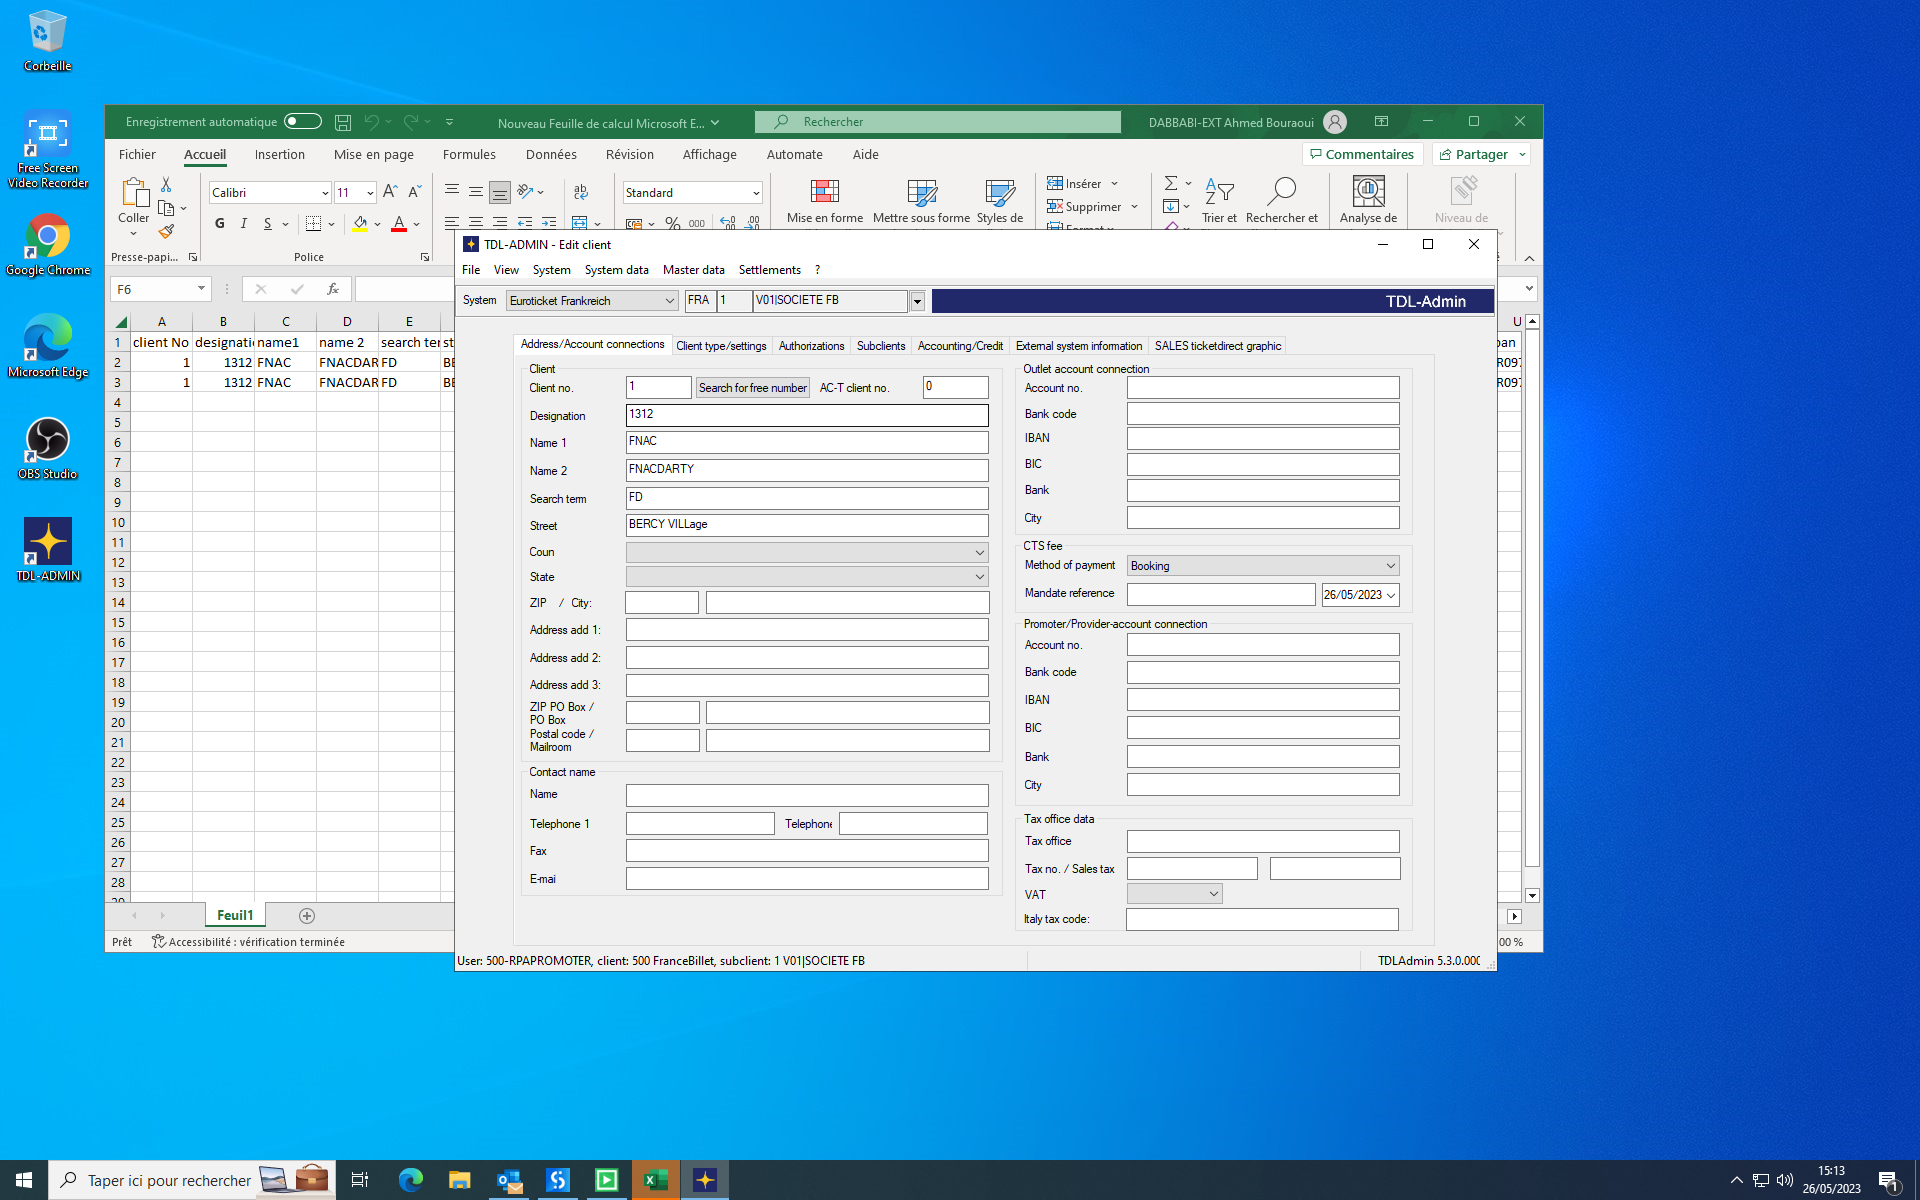 Corbeille
Free Screen
Video Recorder
Google Chrome
Microsoft Edge
OBS Studio
TDL-ADMIN
Enregistrement automatique
Nouveau Feuille de calcul Microsoft E...
Rechercher
DABBABI-EXT Ahmed Bouraoui
Fichier Accueil Insertion Mise en page Formules Données Révision Affichage Automate Aide
Commentaires Partager
Coller
Presse-papi...
Calibri 11
G I S
Police
Standard
% 000
Mise en forme
Mettre sous forme
Styles de
Insérer
Supprimer
Format
Trier et
Rechercher et
Analyse de
Niveau de
F6
fx
A B C D E U
1 client No designatio name1 name 2 search ter st
2 1 1312 FNAC FNACDAR FD BE
3 1 1312 FNAC FNACDAR FD BE
4
5
6
7
8
9
10
11
12
13
14
15
16
17
18
19
20
21
22
23
24
25
26
27
28
29
Feuil1
Prêt Accessibilité : vérification terminée
TDL-ADMIN - Edit client
File View System System data Master data Settlements ?
System Euroticket Frankreich FRA 1 V01|SOCIETE FB TDL-Admin
Address/Account connections Client type/settings Authorizations Subclients Accounting/Credit External system information SALES ticketdirect graphic
Client
Client no. 1 Search for free number AC-T client no. 0
Designation 1312
Name 1 FNAC
Name 2 FNACDARTY
Search term FD
Street BERCY VILLage
Coun
State
ZIP / City:
Address add 1:
Address add 2:
Address add 3:
ZIP PO Box /
PO Box
Postal code /
Mailroom
Contact name
Name
Telephone 1 Telephone
Fax
E-mai
Outlet account connection
Account no.
Bank code
IBAN
BIC
Bank
City
CTS fee
Method of payment Booking
Mandate reference 26/05/2023
Promoter/Provider-account connection
Account no.
Bank code
IBAN
BIC
Bank
City
Tax office data
Tax office
Tax no. / Sales tax
VAT
Italy tax code:
User: 500-RPAPROMOTER, client: 500 FranceBillet, subclient: 1 V01|SOCIETE FB
TDLAdmin 5.3.0.000
ban
R097
R097
00 %
Taper ici pour rechercher
15:13
26/05/2023
1